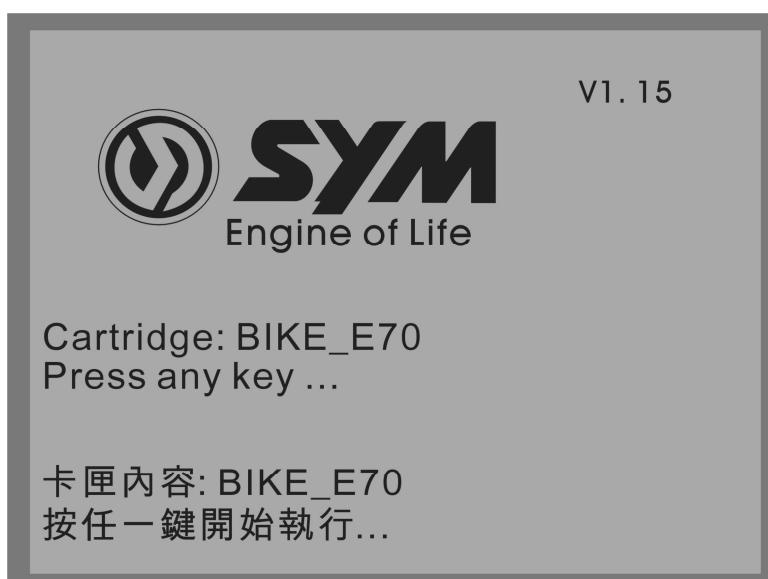 V1.15
SYM
Engine of Life
Cartridge: BIKE_E70
Press any key ...
卡匣內容: BIKE_E70
按任一鍵開始執行...